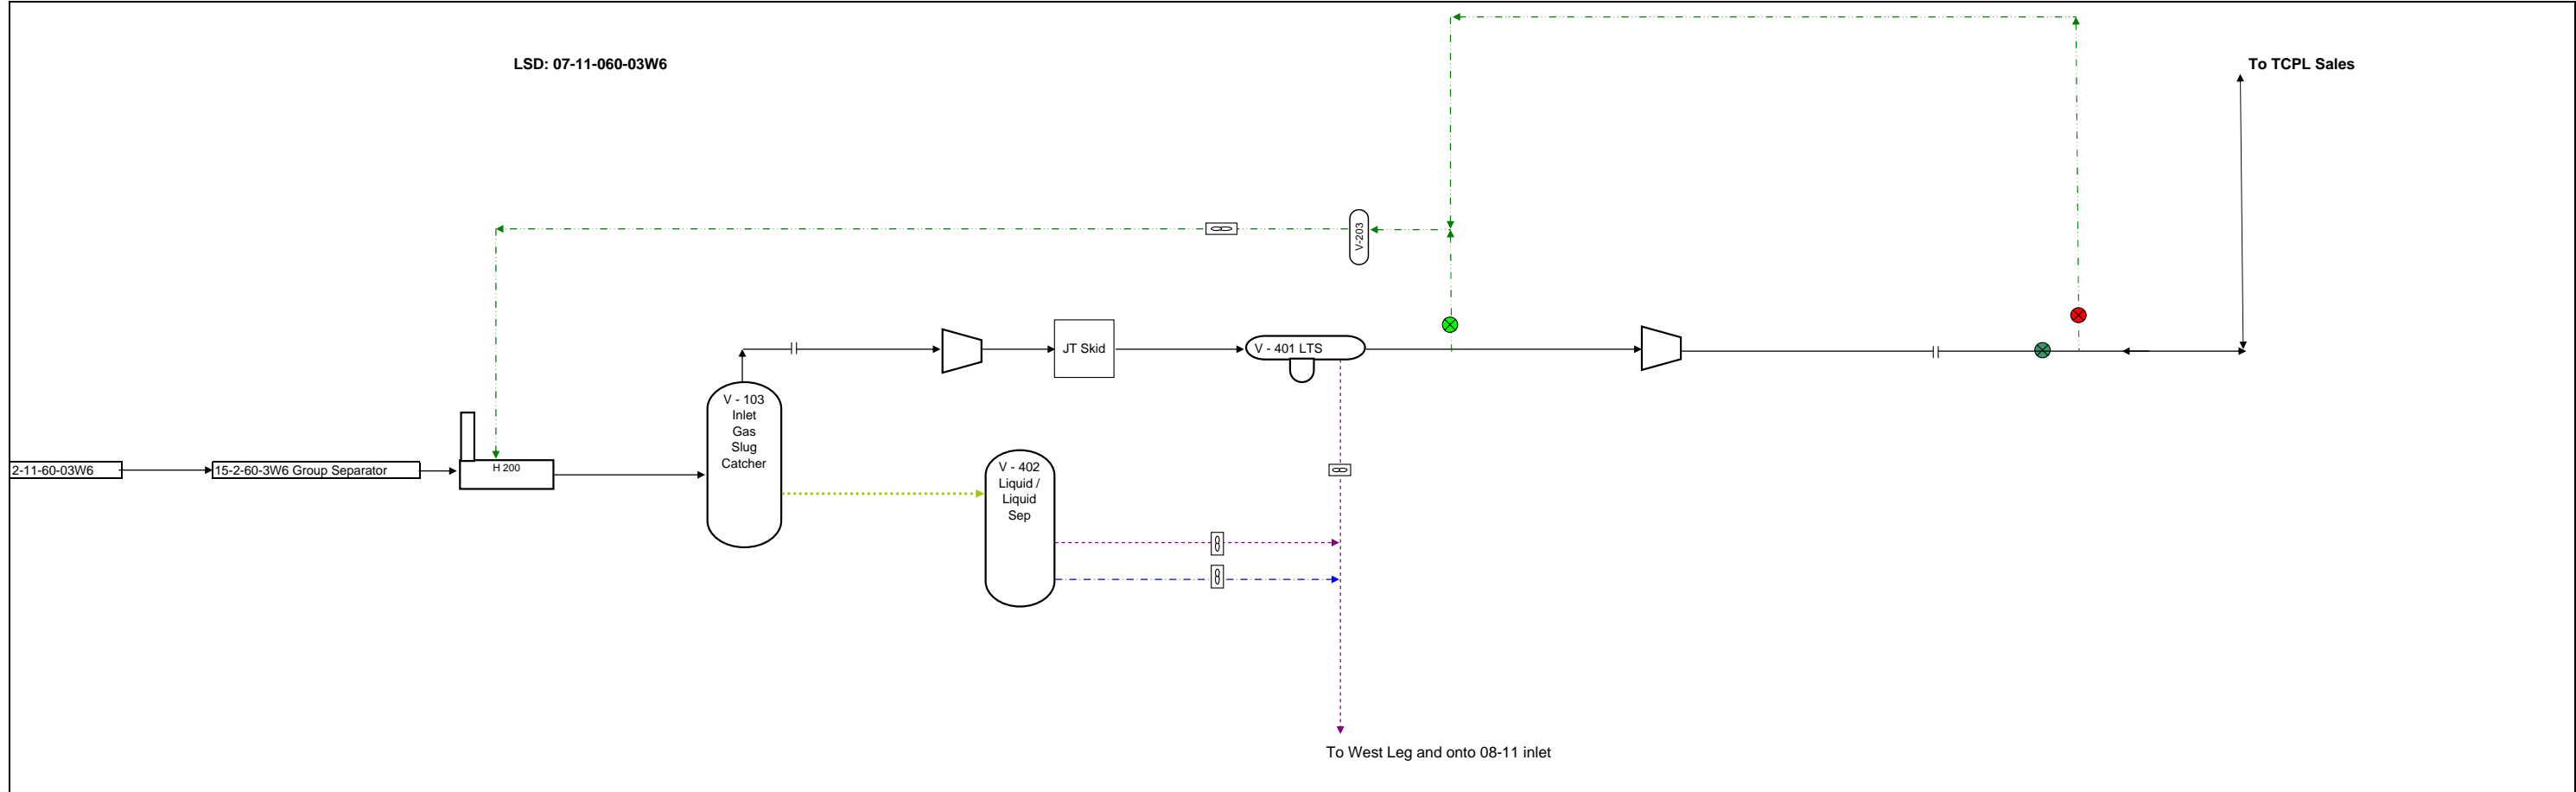 LSD: 07-11-060-03W6
To TCPL Sales
V-203
JT Skid
V - 401 LTS
V - 103
Inlet
Gas
Slug
Catcher
2-11-60-03W6
15-2-60-3W6 Group Separator
H 200
V - 402
Liquid /
Liquid
Sep
To West Leg and onto 08-11 inlet